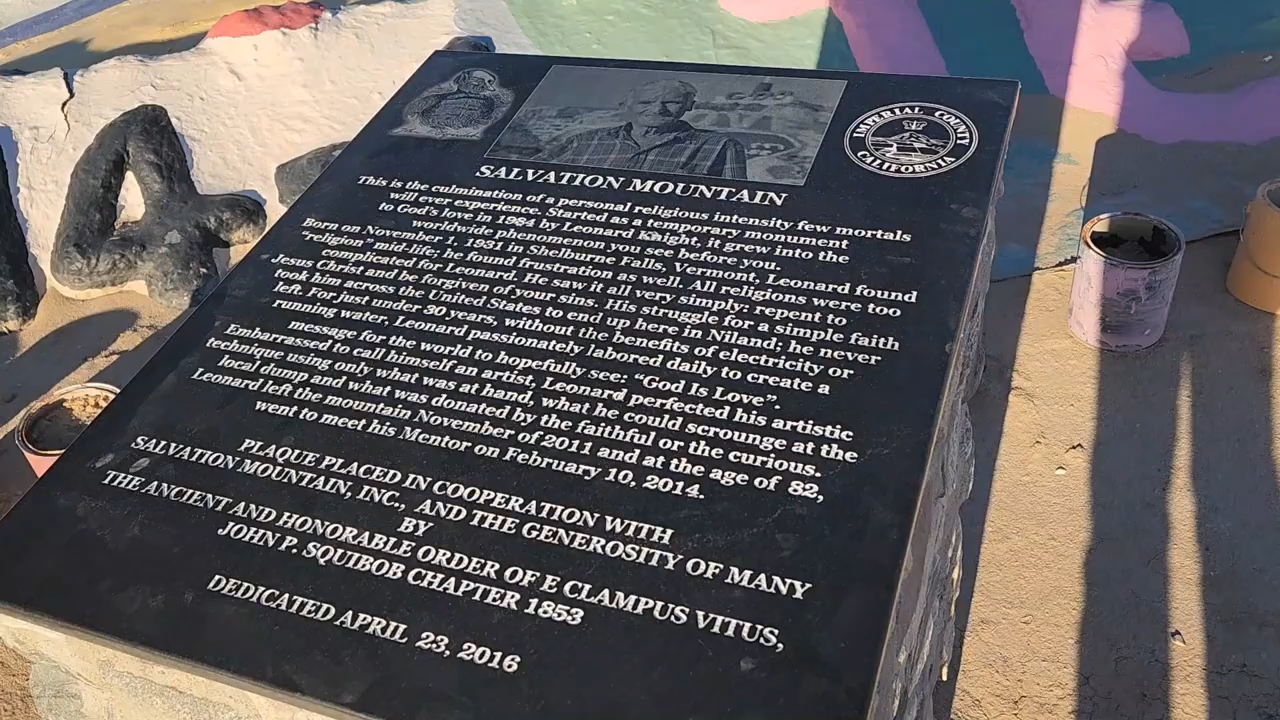 IMPERIAL COUNTY
CALIFORNIA
SALVATION MOUNTAIN
This is the culmination of a personal religious intensity few mortals
will ever experience. Started as a temporary monument
to God's love in 1984 by Leonard Knight, it grew into the
worldwide phenomenon you see before you.
Born on November 1, 1931 in Shelburne Falls, Vermont, Leonard found
"religion" mid-life; he found frustration as well. All religions were too
complicated for Leonard. He saw it all very simply: repent to
Jesus Christ and be forgiven of your sins. His struggle for a simple faith
took him across the United States to end up here in Niland; he never
left. For just under 30 years, without the benefits of electricity or
running water, Leonard passionately labored daily to create a
message for the world to hopefully see: "God Is Love".
Embarrassed to call himself an artist, Leonard perfected his artistic
technique using only what was at hand, what he could scrounge at the
local dump and what was donated by the faithful or the curious.
Leonard left the mountain November of 2011 and at the age of 82,
went to meet his Mentor on February 10, 2014.
PLAQUE PLACED IN COOPERATION WITH
SALVATION MOUNTAIN, INC., AND THE GENEROSITY OF MANY
BY
THE ANCIENT AND HONORABLE ORDER OF E CLAMPUS VITUS,
JOHN P. SQUIBOB CHAPTER 1853
DEDICATED APRIL 23, 2016